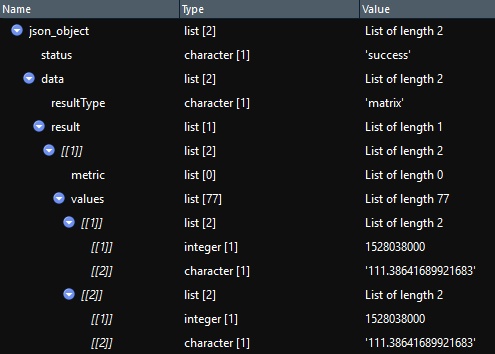 Name Type Value
json_object list [2] List of length 2
status character [1] 'success'
data list [2] List of length 2
resultType character [1] 'matrix'
result list [1] List of length 1
[[1]] list [2] List of length 2
metric list [0] List of length 0
values list [77] List of length 77
[[1]] list [2] List of length 2
[[1]] integer [1] 1528038000
[[2]] character [1] '111.38641689921683'
[[2]] list [2] List of length 2
[[1]] integer [1] 1528038000
[[2]] character [1] '111.38641689921683'